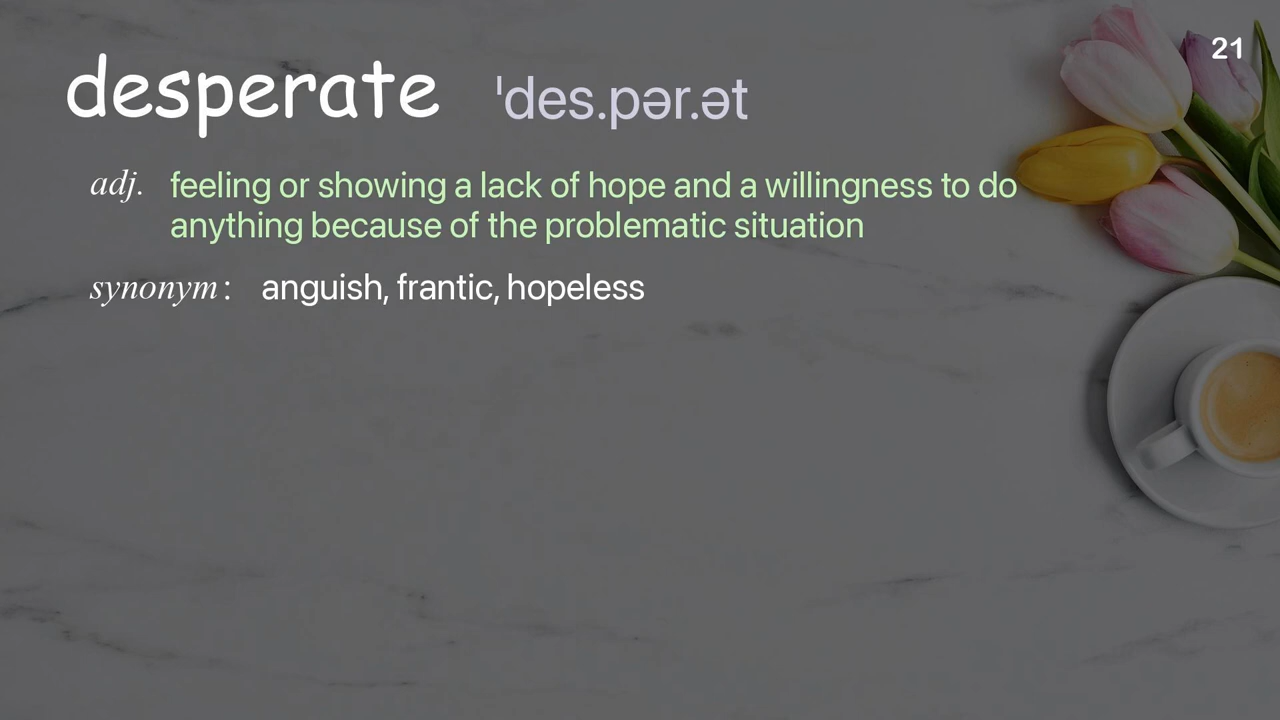 21
desperate ˈdes.pər.ət
adj. feeling or showing a lack of hope and a willingness to do
anything because of the problematic situation
synonym: anguish, frantic, hopeless